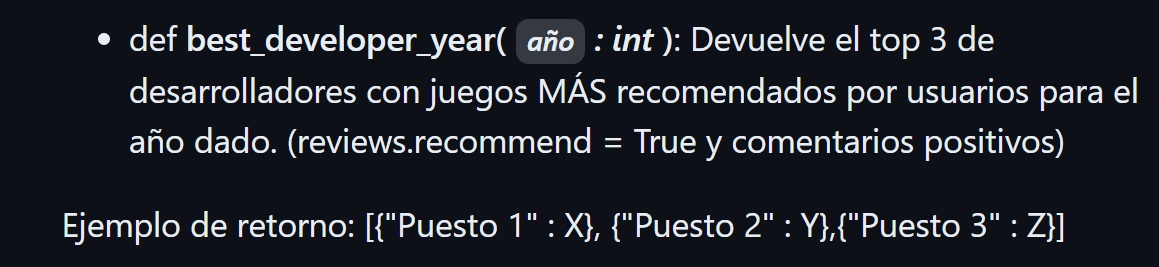 • def best_developer_year( año : int ): Devuelve el top 3 de
desarrolladores con juegos MÁS recomendados por usuarios para el
año dado. (reviews.recommend = True y comentarios positivos)
Ejemplo de retorno: [{"Puesto 1" : X}, {"Puesto 2" : Y},{"Puesto 3" : Z}]